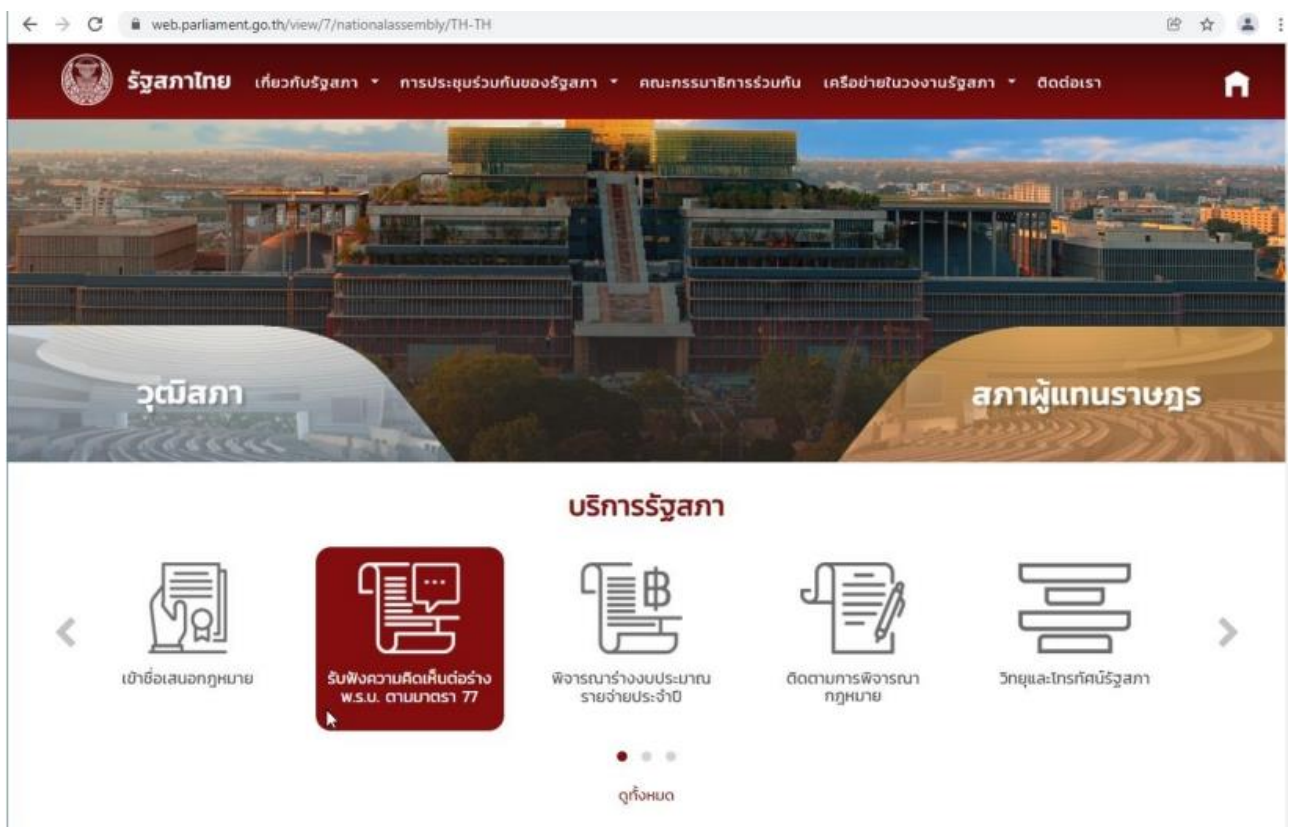 web.parliament.go.th/view/7/nationalassembly/TH-TH
รัฐสภาไทย เกี่ยวกับรัฐสภา การประชุมร่วมกันของรัฐสภา คณะกรรมาธิการร่วมกัน เครือข่ายในวงงานรัฐสภา ติดต่อเรา
วุฒิสภา สภาผู้แทนราษฎร
บริการรัฐสภา
เข้าชื่อเสนอกฎหมาย
รับฟังความคิดเห็นต่อร่าง
พ.ร.บ. ตามมาตรา 77
พิจารณาร่างงบประมาณ
รายจ่ายประจำปี
ติดตามการพิจารณา
กฎหมาย
วิทยุและโทรทัศน์รัฐสภา
ดูทั้งหมด